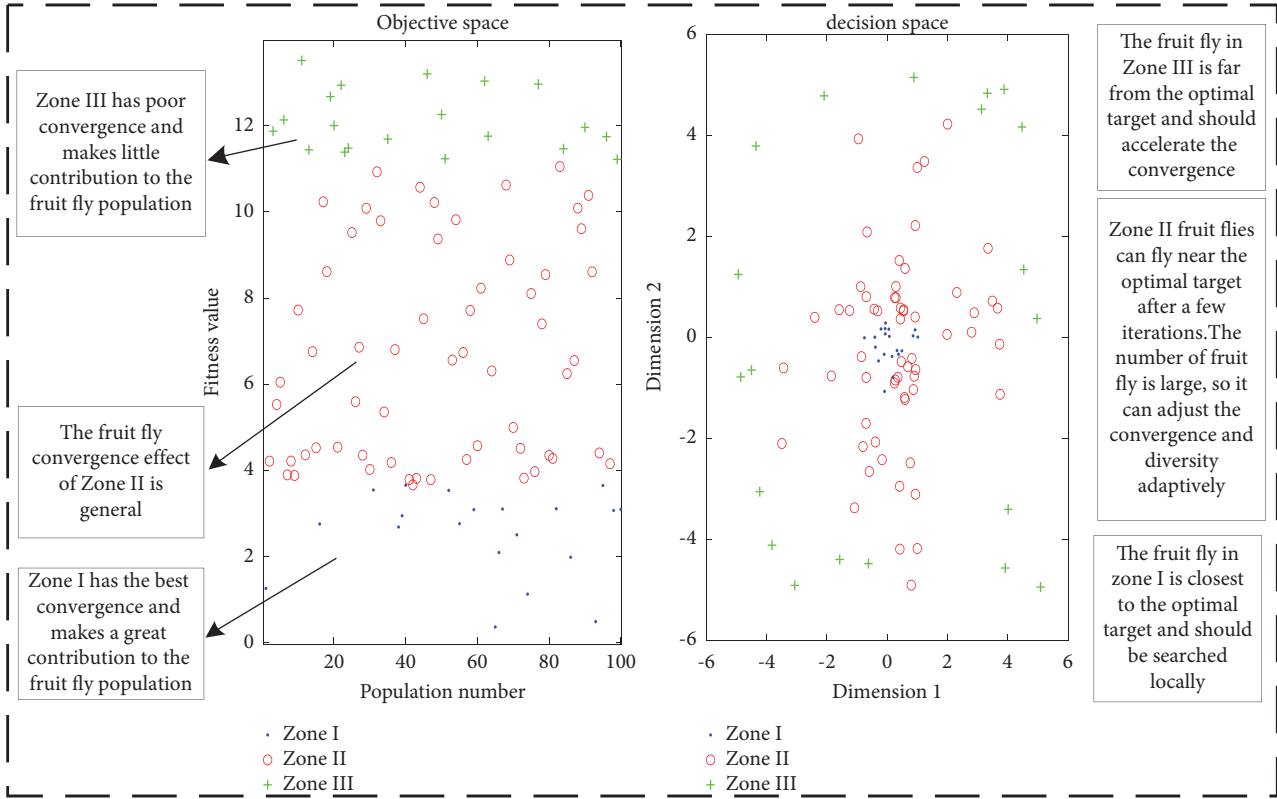 Zone III has poor
convergence and
makes little
contribution to the
fruit fly population
The fruit fly
convergence effect
of Zone II is
general
Zone I has the best
convergence and
makes a great
contribution to the
fruit fly population
Objective space
Fitness value
12
10
8
6
4
2
0
20 40 60 80 100
Population number
Zone I
Zone II
Zone III
decision space
Dimension 2
6
4
2
0
-2
-4
-6
-6 -4 -2 0 2 4 6
Dimension 1
Zone I
Zone II
Zone III
The fruit fly in
Zone III is far
from the optimal
target and should
accelerate the
convergence
Zone II fruit flies
can fly near the
optimal target
after a few
iterations.The
number of fruit
fly is large, so it
can adjust the
convergence and
diversity
adaptively
The fruit fly in
zone I is closest
to the optimal
target and should
be searched
locally